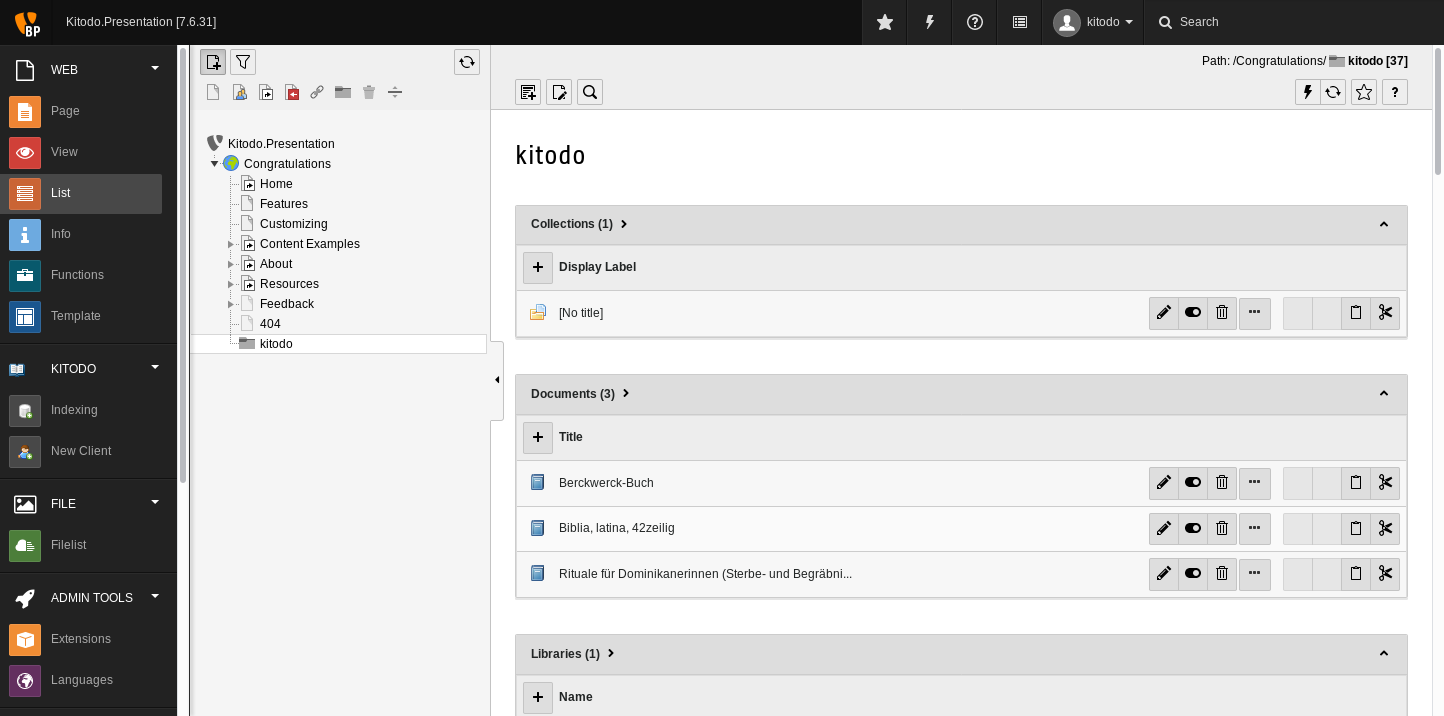 BP
Kitodo.Presentation [7.6.31]
kitodo
Search
WEB
Page
View
List
Info
Functions
Template
KITODO
Indexing
New Client
FILE
Filelist
ADMIN TOOLS
Extensions
Languages
Kitodo.Presentation
Congratulations
Home
Features
Customizing
Content Examples
About
Resources
Feedback
404
kitodo
Path: /Congratulations/ kitodo [37]
?
kitodo
Collections (1)
Display Label
[No title]
Documents (3)
Title
Berckwerck-Buch
Biblia, latina, 42zeilig
Rituale für Dominikanerinnen (Sterbe- und Begräbni...
Libraries (1)
Name